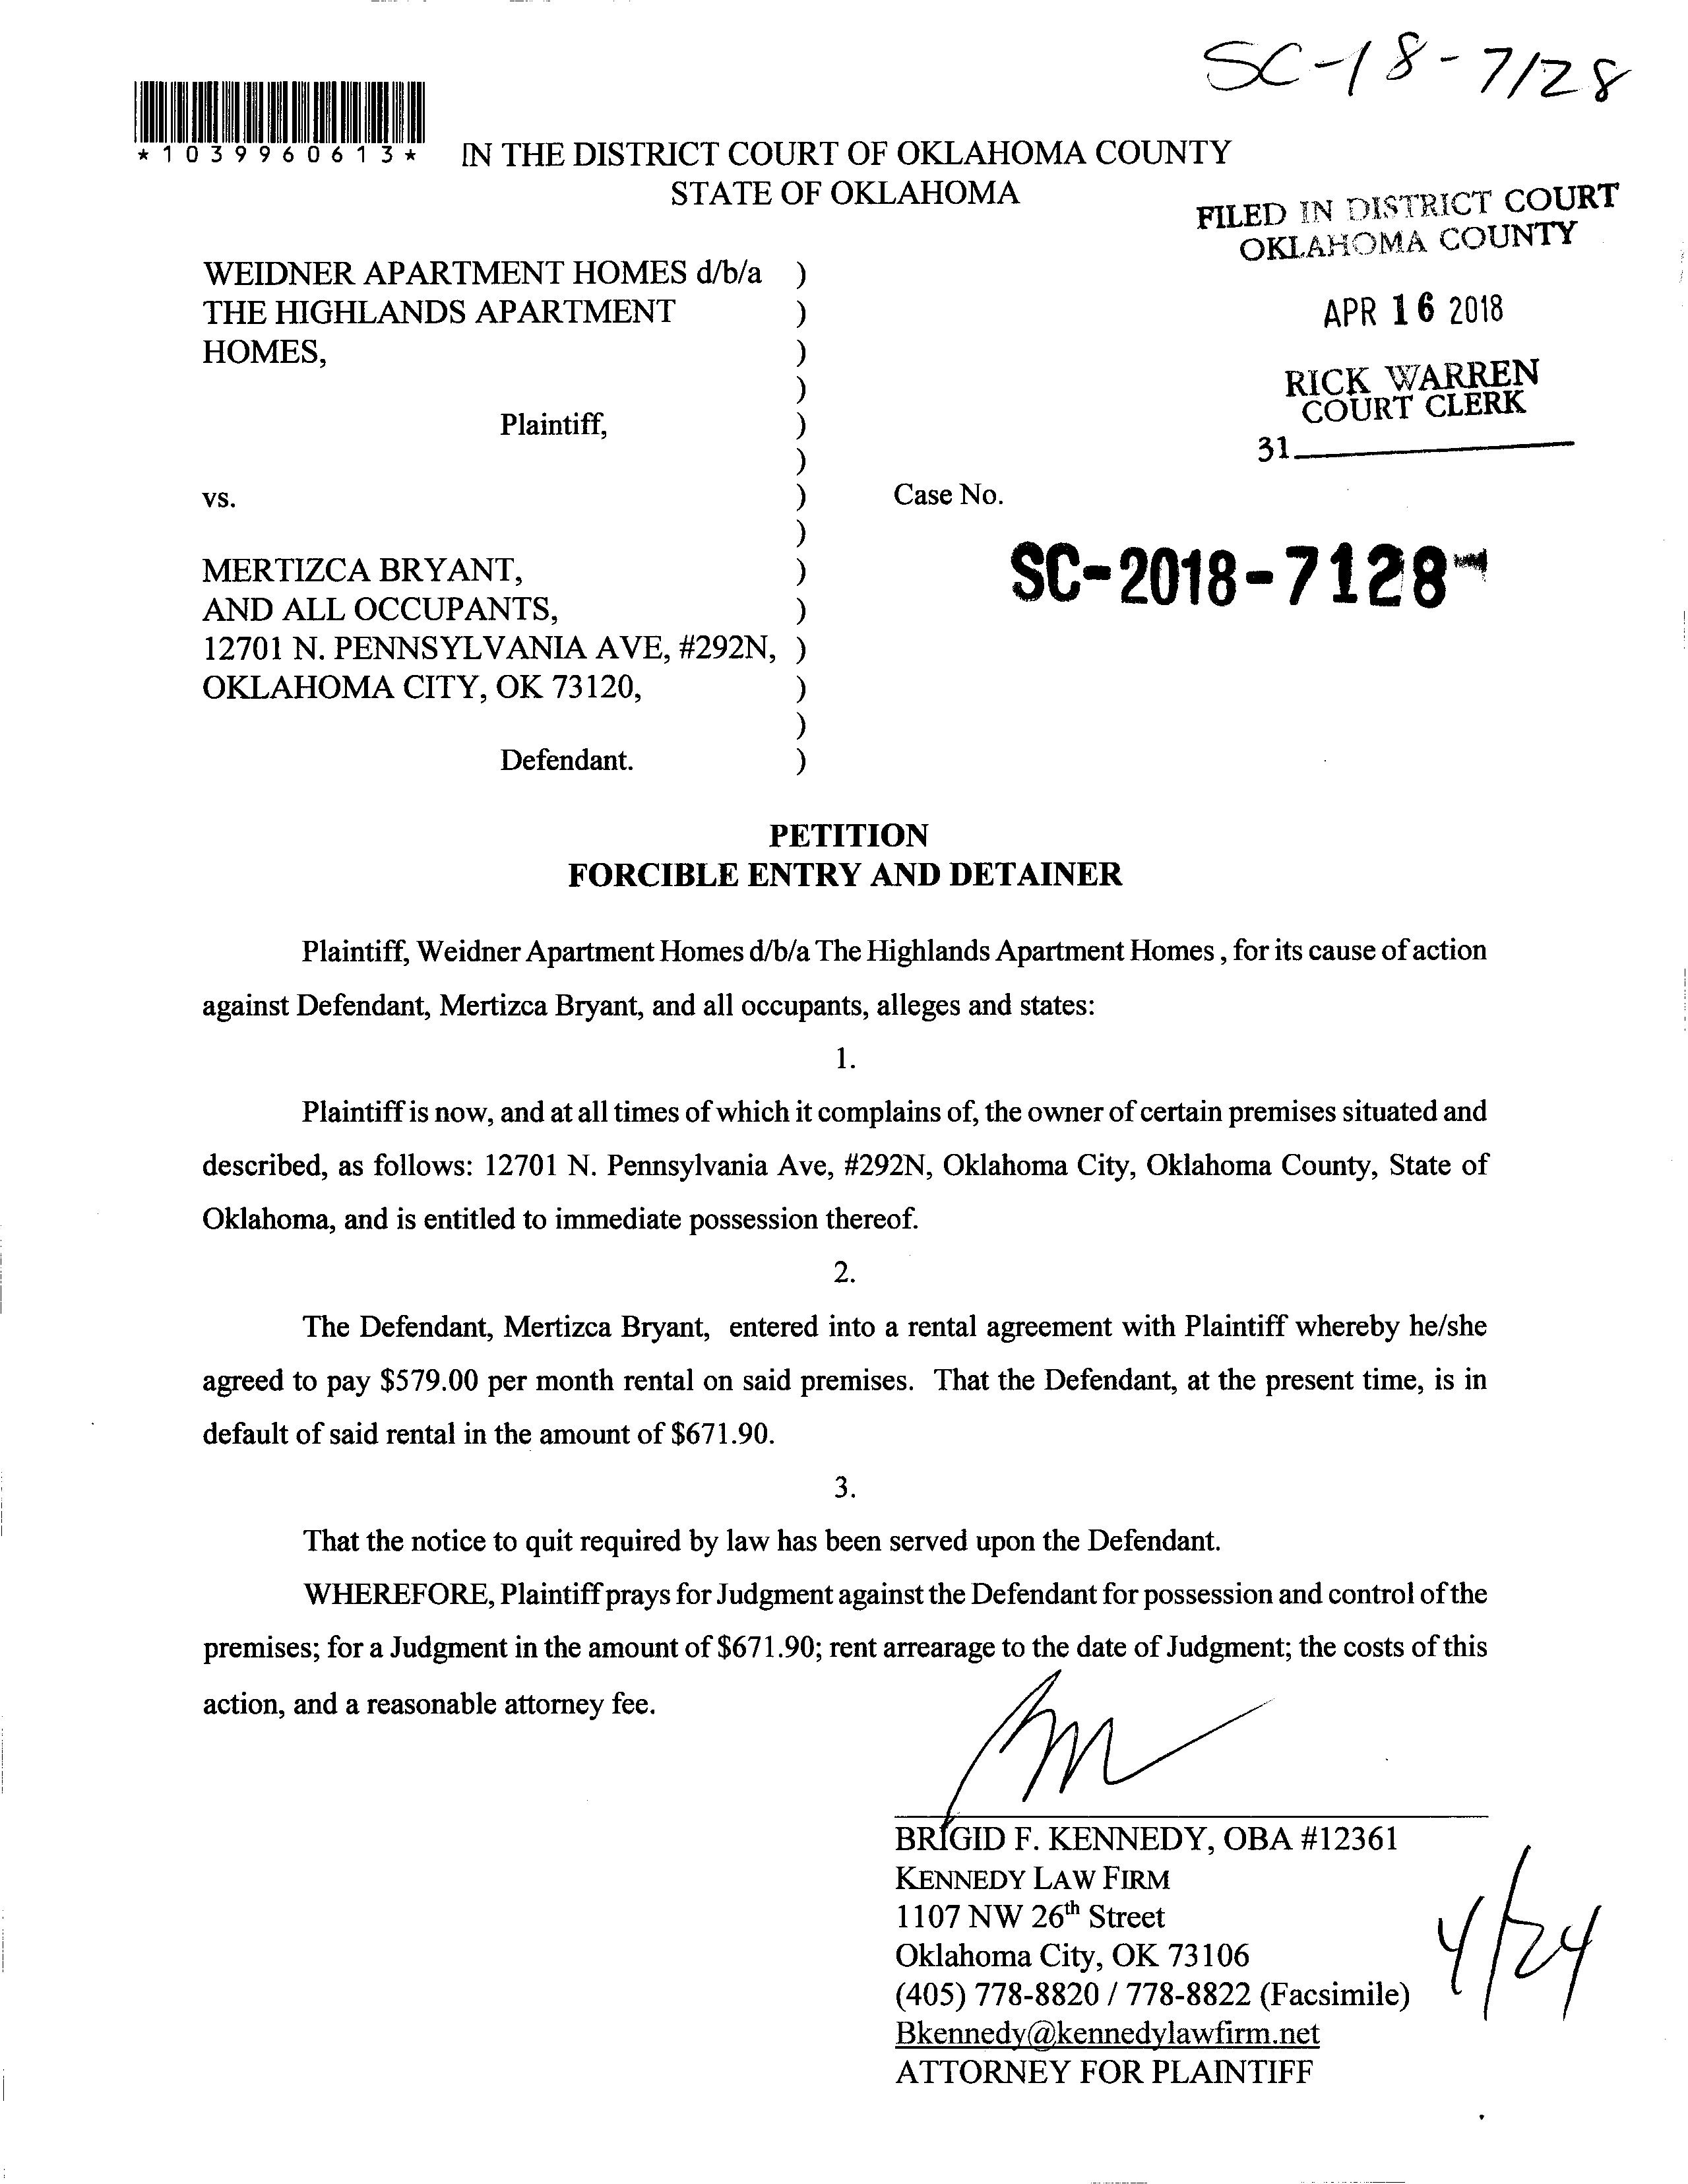 SC-18-7128
*1039960613*
IN THE DISTRICT COURT OF OKLAHOMA COUNTY
STATE OF OKLAHOMA
FILED IN DISTRICT COURT
OKLAHOMA COUNTY
APR 16 2018
RICK WARREN
COURT CLERK
31
WEIDNER APARTMENT HOMES d/b/a )
THE HIGHLANDS APARTMENT )
HOMES, )
)
Plaintiff, )
)
vs. ) Case No.
)
SC-2018-7128
MERTIZCA BRYANT, )
AND ALL OCCUPANTS, )
12701 N. PENNSYLVANIA AVE, #292N, )
OKLAHOMA CITY, OK 73120, )
)
Defendant. )
PETITION
FORCIBLE ENTRY AND DETAINER
Plaintiff, Weidner Apartment Homes d/b/a The Highlands Apartment Homes , for its cause of action
against Defendant, Mertizca Bryant, and all occupants, alleges and states:
1.
Plaintiff is now, and at all times of which it complains of, the owner of certain premises situated and
described, as follows: 12701 N. Pennsylvania Ave, #292N, Oklahoma City, Oklahoma County, State of
Oklahoma, and is entitled to immediate possession thereof.
2.
The Defendant, Mertizca Bryant, entered into a rental agreement with Plaintiff whereby he/she
agreed to pay $579.00 per month rental on said premises. That the Defendant, at the present time, is in
default of said rental in the amount of $671.90.
3.
That the notice to quit required by law has been served upon the Defendant.
WHEREFORE, Plaintiff prays for Judgment against the Defendant for possession and control of the
premises; for a Judgment in the amount of $671.90; rent arrearage to the date of Judgment; the costs of this
action, and a reasonable attorney fee.
BRIGID F. KENNEDY, OBA #12361
KENNEDY LAW FIRM
1107 NW 26th Street
Oklahoma City, OK 73106
(405) 778-8820 / 778-8822 (Facsimile)
Bkennedy@kennedylawfirm.net
ATTORNEY FOR PLAINTIFF
4/24